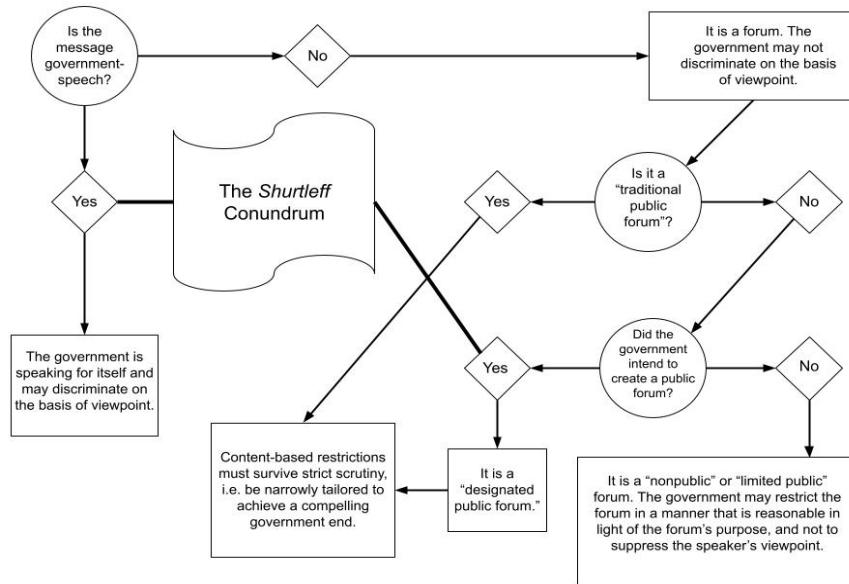 Is the
message
government-
speech?
No
It is a forum. The
government may not
discriminate on the basis
of viewpoint.
Yes
The Shurtleff
Conundrum
Yes
Is it a
“traditional
public
forum”?
No
The government is
speaking for itself and
may discriminate on
the basis of viewpoint.
Yes
Did the
government
intend to
create a public
forum?
No
Content-based restrictions
must survive strict scrutiny,
i.e. be narrowly tailored to
achieve a compelling
government end.
It is a
“designated
public forum.”
It is a “nonpublic” or “limited public”
forum. The government may restrict the
forum in a manner that is reasonable in
light of the forum’s purpose, and not to
suppress the speaker’s viewpoint.